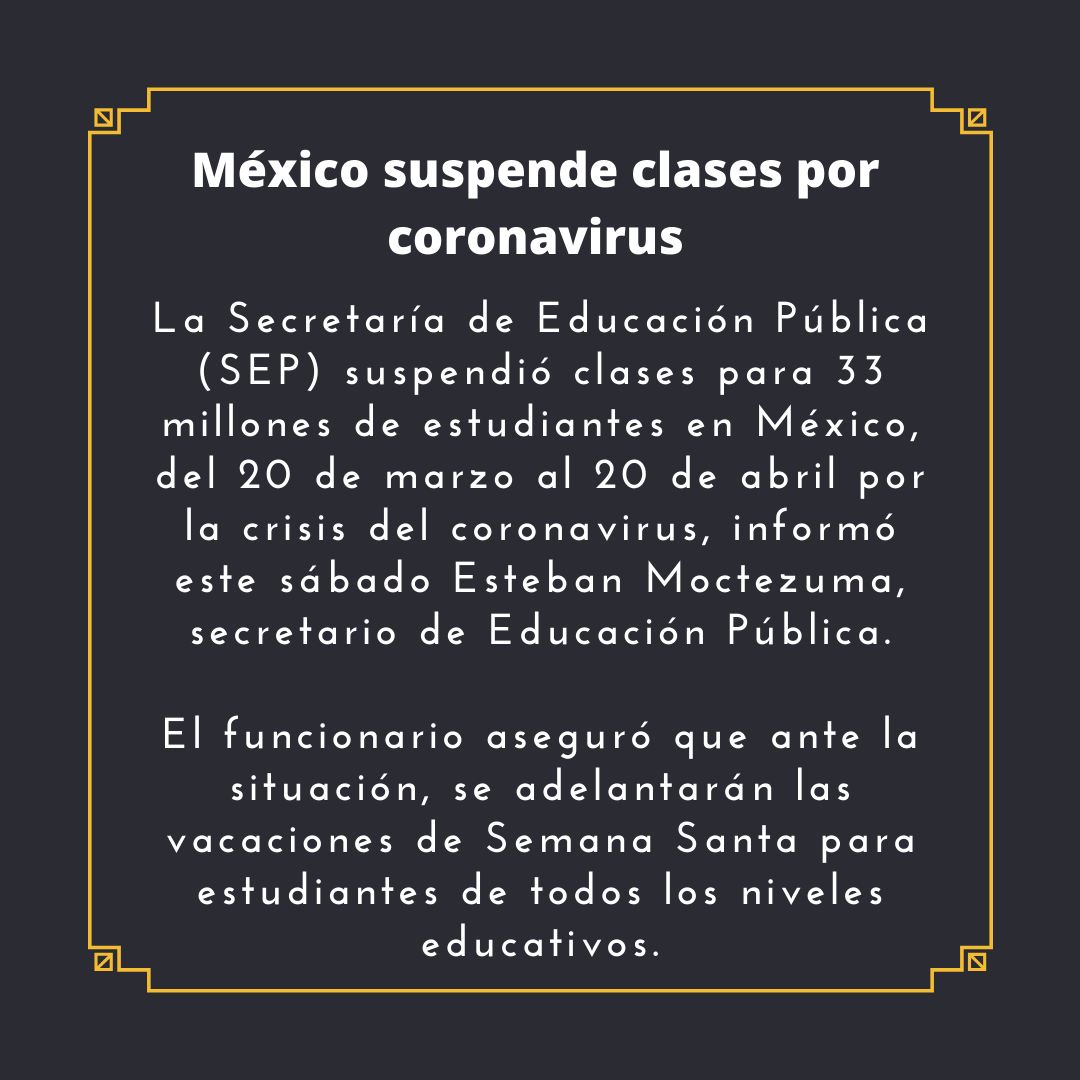 México suspende clases por
coronavirus
La Secretaría de Educación Pública
(SEP) suspendió clases para 33
millones de estudiantes en México,
del 20 de marzo al 20 de abril por
la crisis del coronavirus, informó
este sábado Esteban Moctezuma,
secretario de Educación Pública.
El funcionario aseguró que ante la
situación, se adelantarán las
vacaciones de Semana Santa para
estudiantes de todos los niveles
educativos.